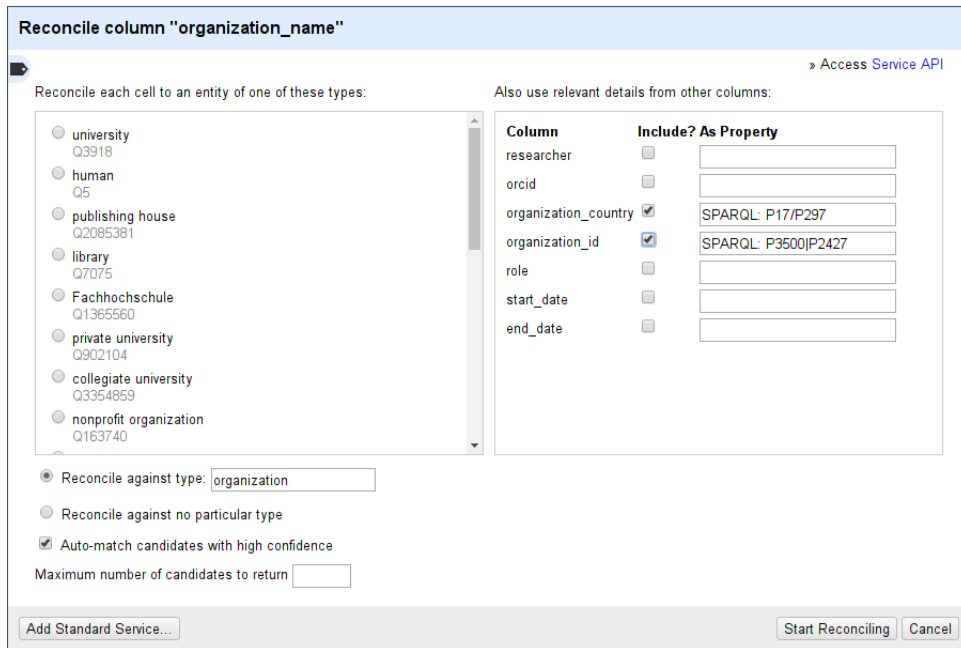 Reconcile column "organization_name"
» Access Service API
Reconcile each cell to an entity of one of these types:
university
Q3918
human
Q5
publishing house
Q2085381
library
Q7075
Fachhochschule
Q1365560
private university
Q902104
collegiate university
Q3354859
nonprofit organization
Q163740
Also use relevant details from other columns:
Column Include? As Property
researcher
orcid
organization_country SPARQL: P17/P297
organization_id SPARQL: P3500|P2427
role
start_date
end_date
Reconcile against type: organization
Reconcile against no particular type
Auto-match candidates with high confidence
Maximum number of candidates to return
Add Standard Service... Start Reconciling Cancel